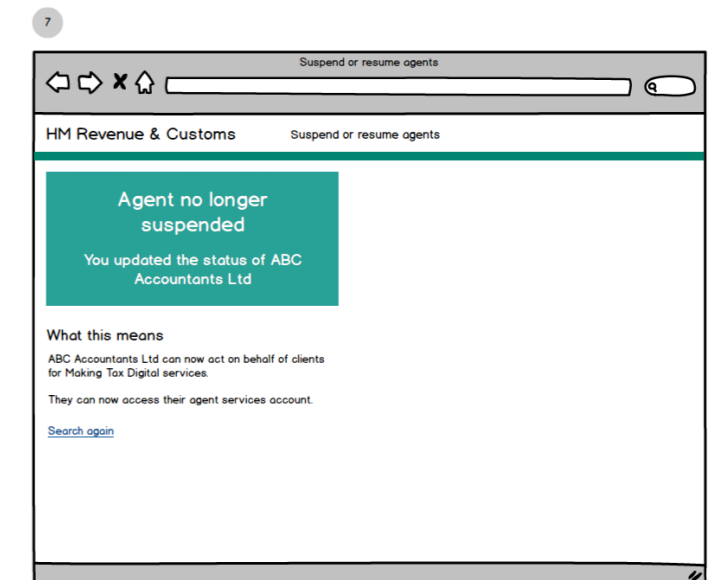 7
Suspend or resume agents
HM Revenue & Customs
Suspend or resume agents
Agent no longer
suspended
You updated the status of ABC
Accountants Ltd
What this means
ABC Accountants Ltd can now act on behalf of clients
for Making Tax Digital services.
They can now access their agent services account.
Search again